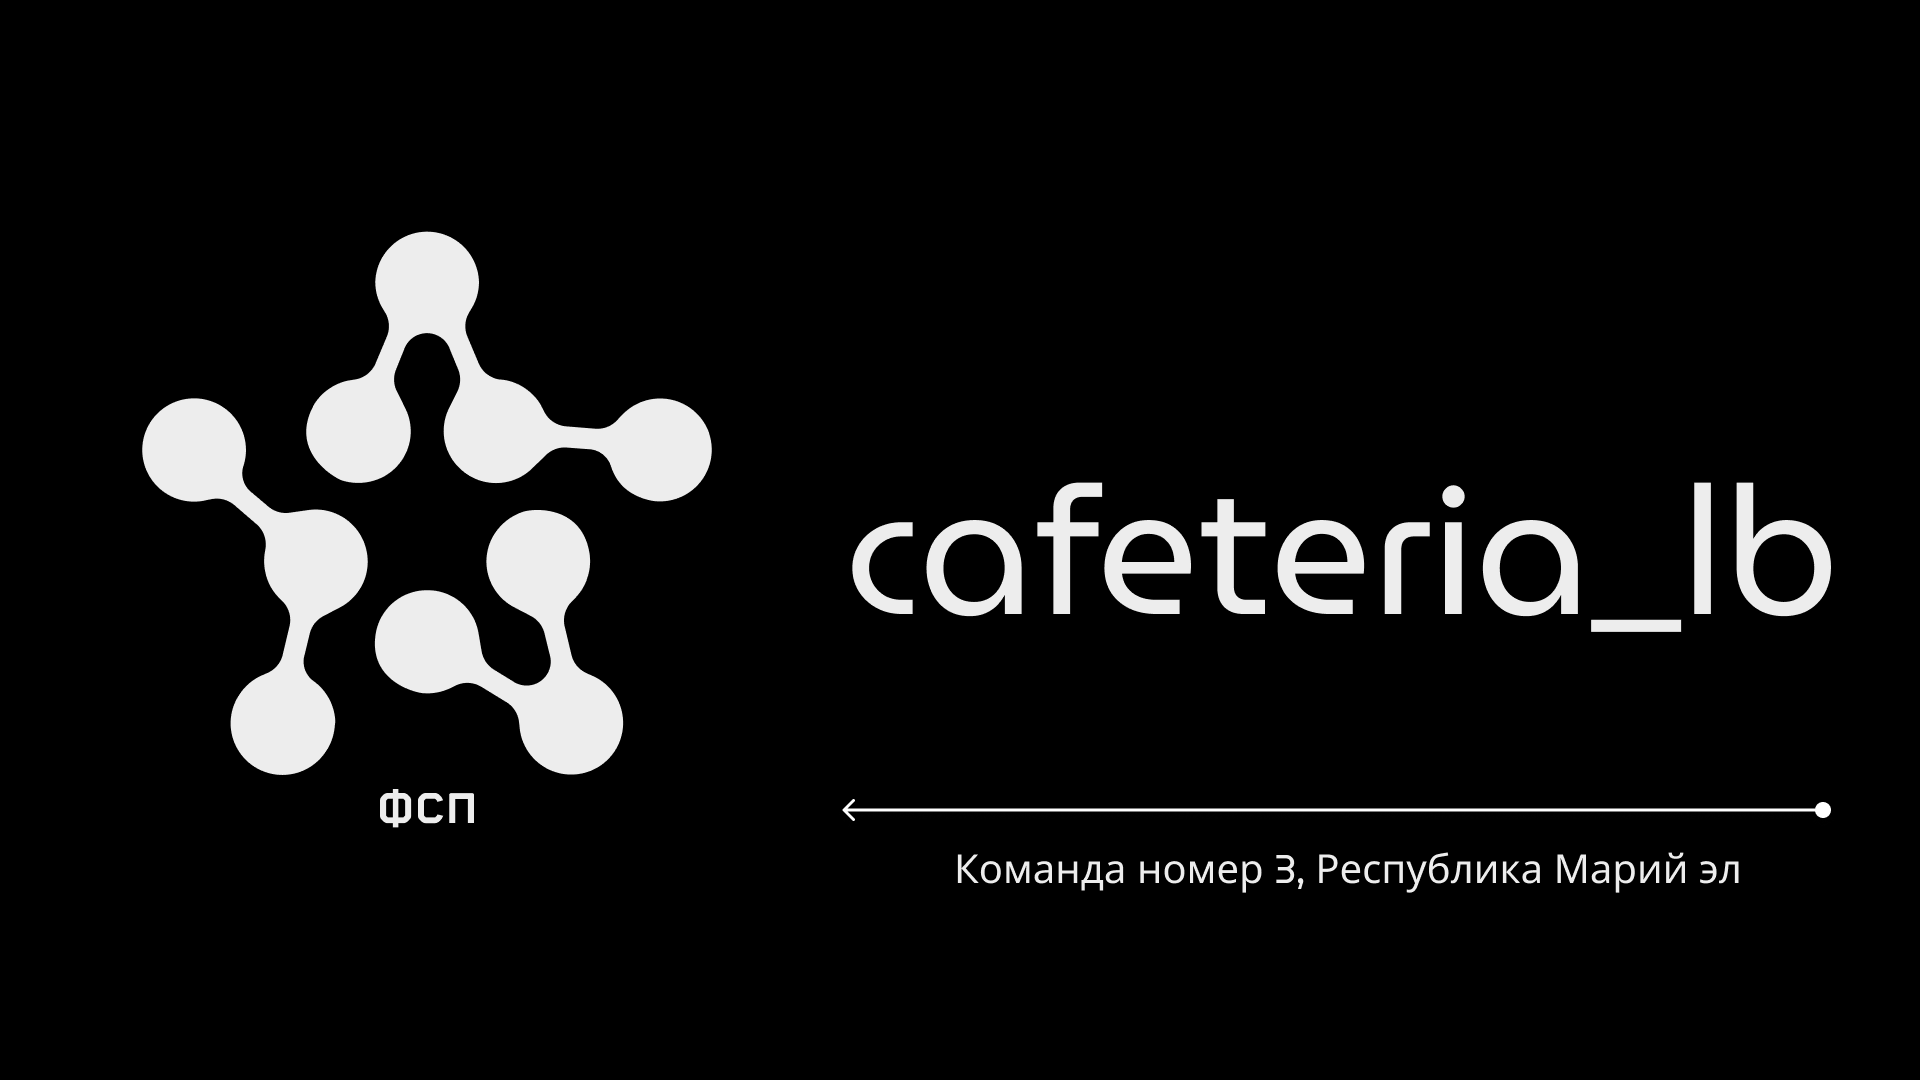 cafeteria_lb
ФСП
Команда номер 3, Республика Марий эл